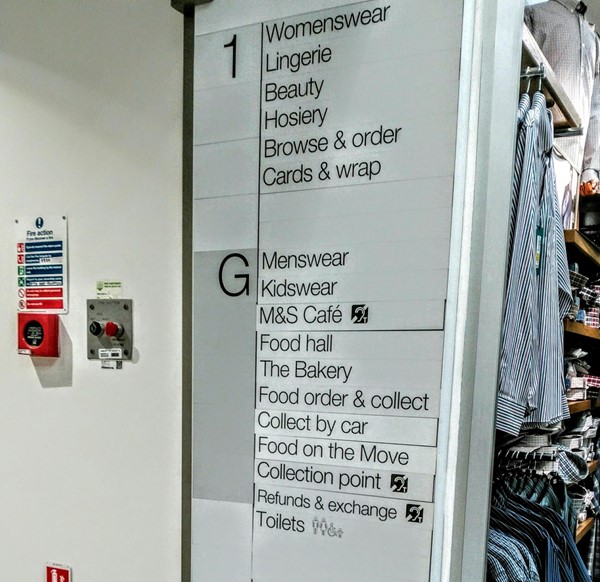 1
Womenswear
Lingerie
Beauty
Hosiery
Browse & order
Cards & wrap
G
Menswear
Kidswear
M&S Café
Food hall
The Bakery
Food order & collect
Collect by car
Food on the Move
Collection point
Refunds & exchange
Toilets
Fire action